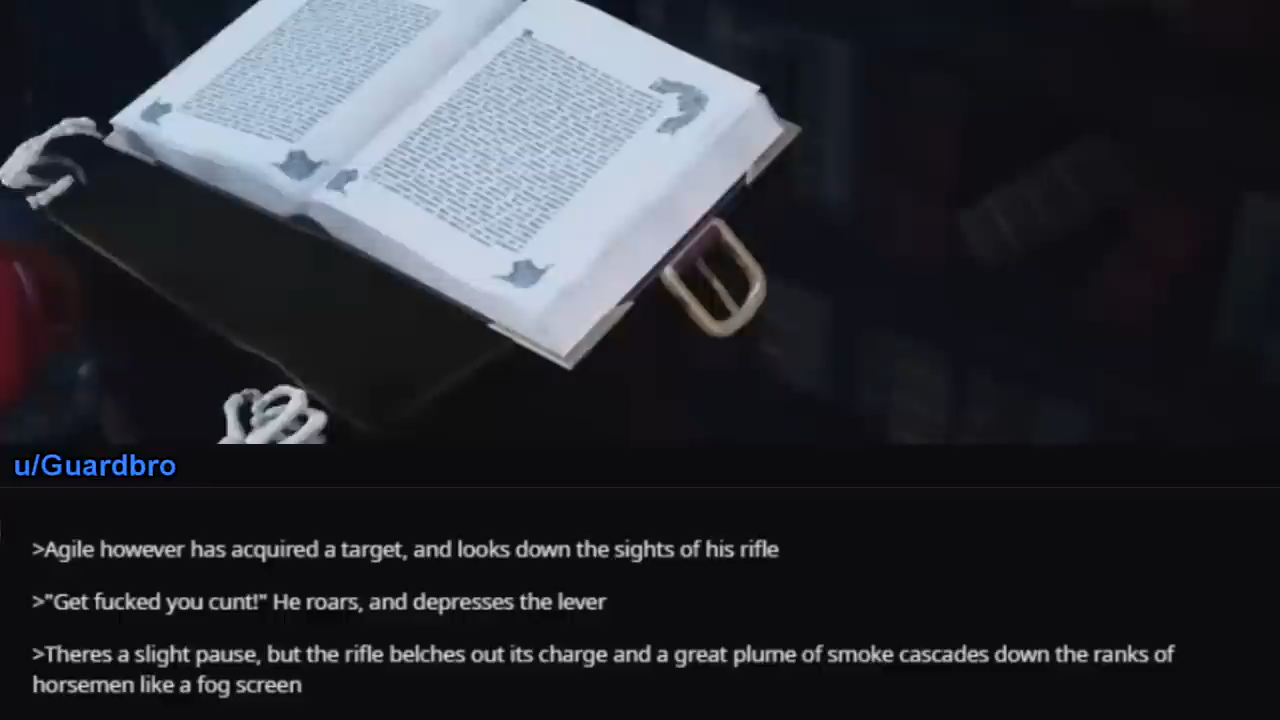 u/Guardbro
>Agile however has acquired a target, and looks down the sights of his rifle
>"Get fucked you cunt!" He roars, and depresses the lever
>Theres a slight pause, but the rifle belches out its charge and a great plume of smoke cascades down the ranks of
horsemen like a fog screen